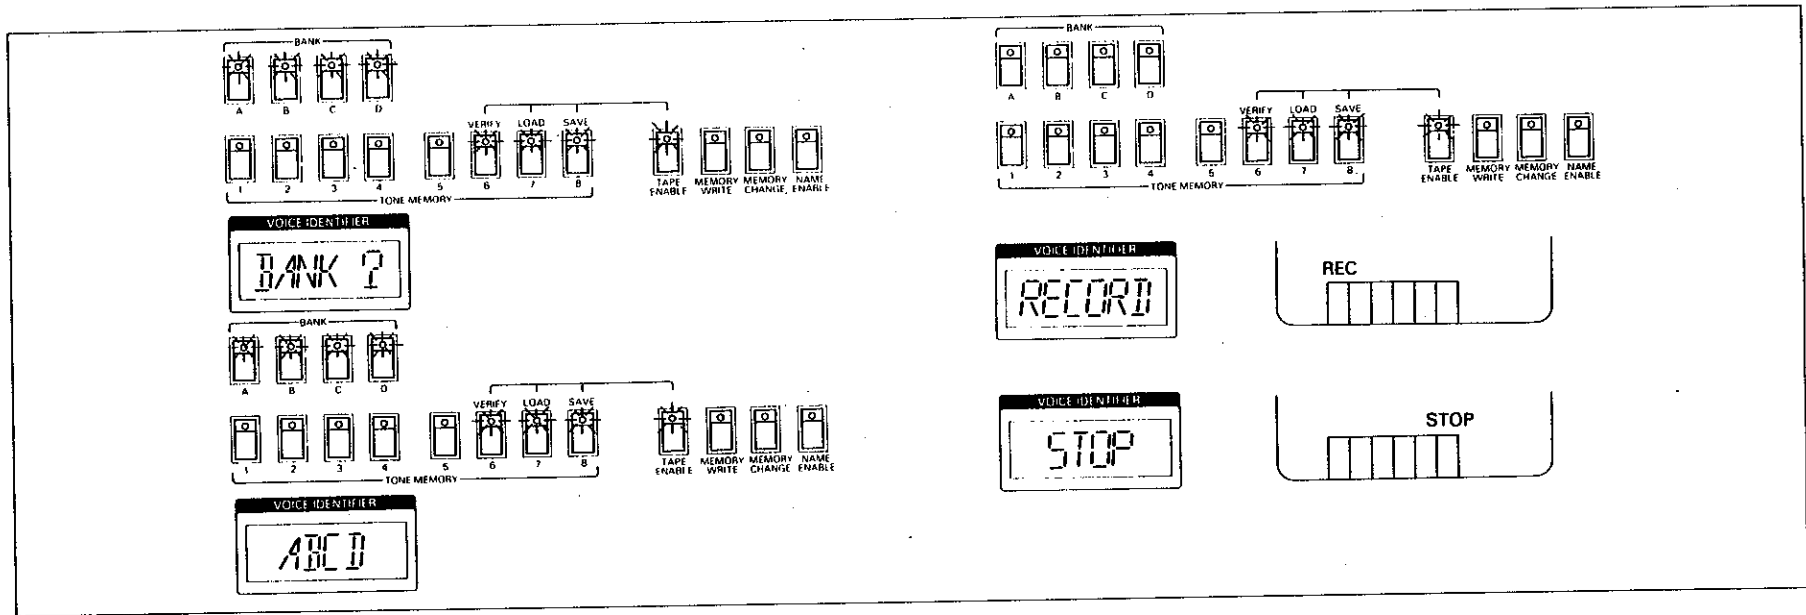 BANK
A B C D
VERIFY LOAD SAVE
1 2 3 4 5 6 7 8
TAPE ENABLE MEMORY WRITE MEMORY CHANGE NAME ENABLE
TONE MEMORY
VOICE IDENTIFIER
BANK ?
BANK
A B C D
VERIFY LOAD SAVE
1 2 3 4 5 6 7 8
TAPE ENABLE MEMORY WRITE MEMORY CHANGE NAME ENABLE
TONE MEMORY
VOICE IDENTIFIER
ABCD
BANK
A B C D
VERIFY LOAD SAVE
1 2 3 4 5 6 7 8
TAPE ENABLE MEMORY WRITE MEMORY CHANGE NAME ENABLE
TONE MEMORY
VOICE IDENTIFIER
RECORD
REC
VOICE IDENTIFIER
STOP
STOP